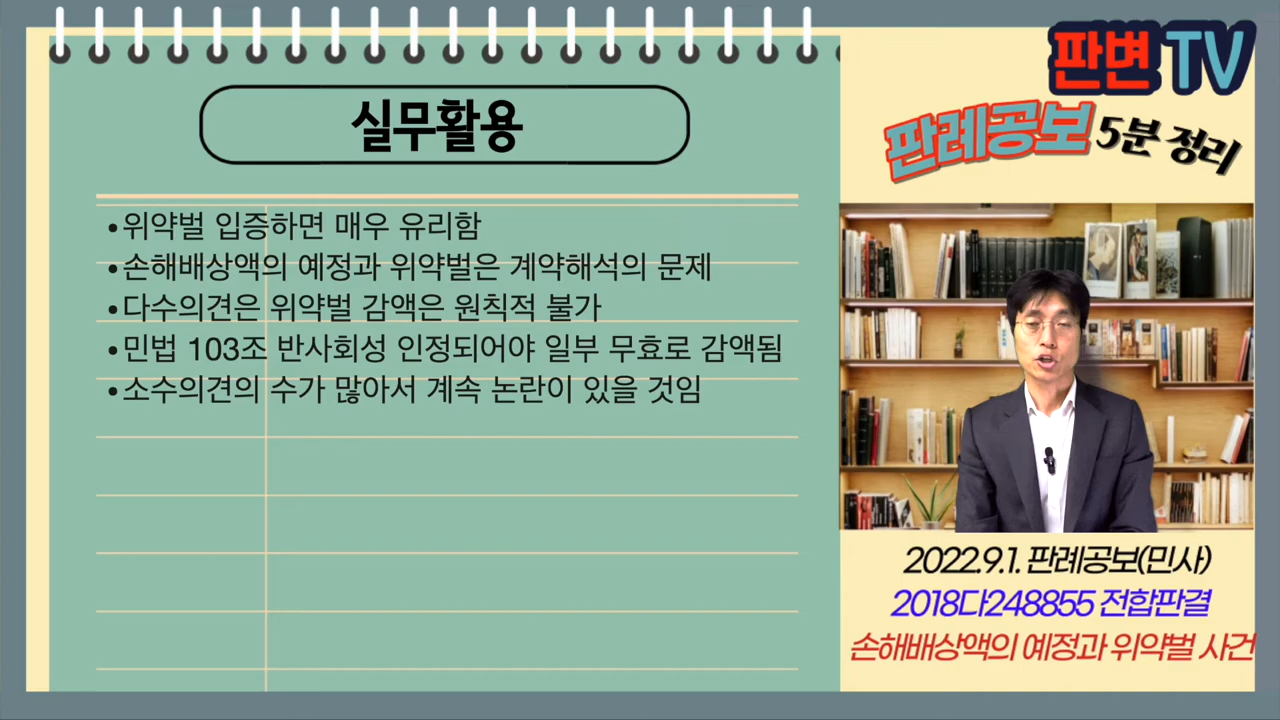 실무활용
•위약벌 입증하면 매우 유리함
•손해배상액의 예정과 위약벌은 계약해석의 문제
•다수의견은 위약벌 감액은 원칙적 불가
•민법 103조 반사회성 인정되어야 일부 무효로 감액됨
•소수의견의 수가 많아서 계속 논란이 있을 것임
판변 TV
판례공보 5분 정리
2022.9.1. 판례공보(민사)
2018다248855 전합판결
손해배상액의 예정과 위약벌 사건